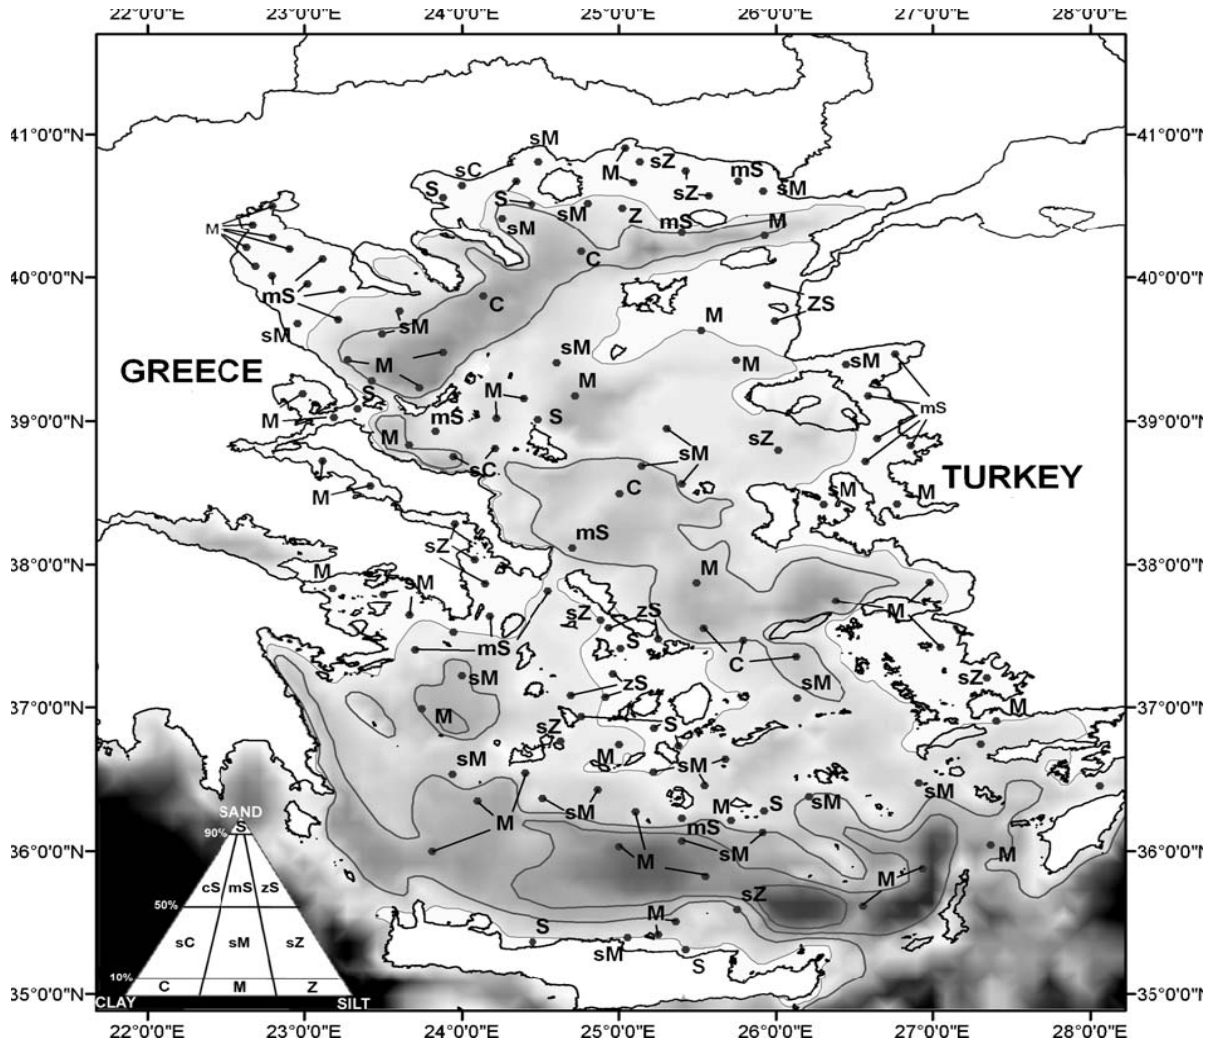 22°0'0"E 23°0'0"E 24°0'0"E 25°0'0"E 26°0'0"E 27°0'0"E 28°0'0"E
41°0'0"N
sM
41°0'0"N
sC M sZ mS
S sZ sM
S sM Z mS M
M sM
C
40°0'0"N
40°0'0"N
mS C ZS
sM sM M
GREECE M sM M sM
S M M mS
39°0'0"N M mS S
39°0'0"N
M sC sM sZ
TURKEY
M C sM M
mS
sZ
38°0'0"N
38°0'0"N
M sM M
sZ zS M
mS S
C
sM zS sM sZ
37°0'0"N
37°0'0"N
M sZ S M
sM M sM
sM
SAND sM M S sM
S
90%
M mS
36°0'0"N
36°0'0"N
M sM M
cS mS zS
M
50%
sZ
M
sC sM sZ
S
sM S
10%
C M Z
35°0'0"N
35°0'0"N
CLAY SILT
22°0'0"E 23°0'0"E 24°0'0"E 25°0'0"E 26°0'0"E 27°0'0"E 28°0'0"E